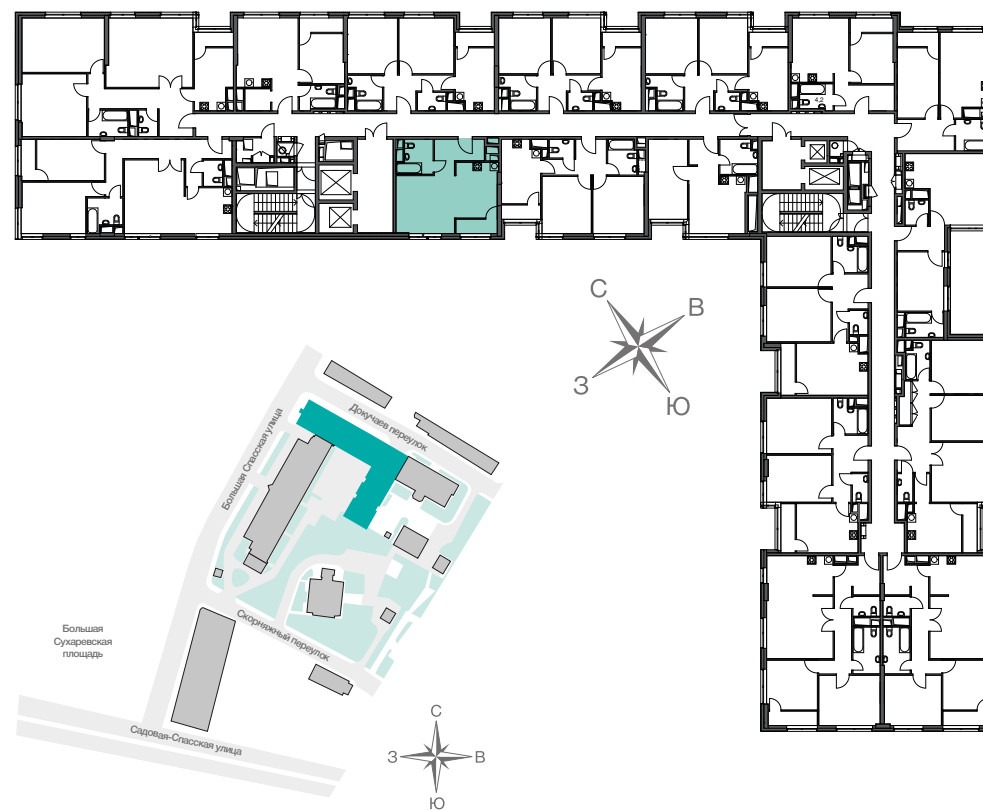 4,2
С
В
З
Ю
Докучаев переулок
Большая Спасская улица
Скорняжный переулок
Большая
Сухаревская
площадь
Садовая-Спасская улица
С
З
В
Ю